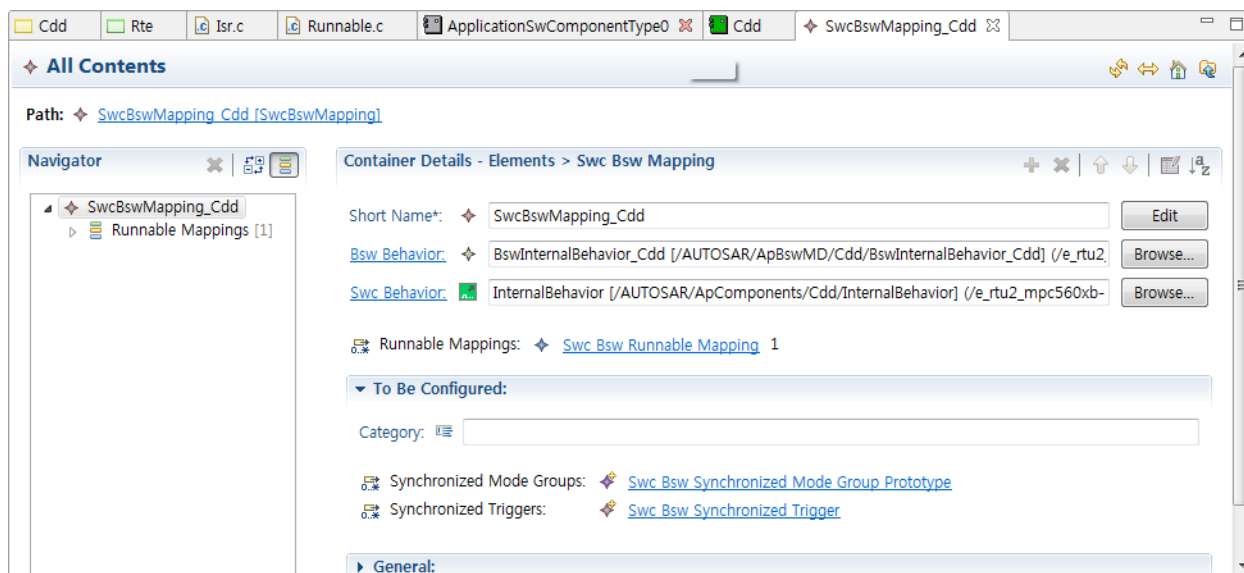 Cdd Rte Isr.c Runnable.c ApplicationSwComponentType0 Cdd SwcBswMapping_Cdd
All Contents
Path: SwcBswMapping_Cdd [SwcBswMapping]
Navigator
SwcBswMapping_Cdd
Runnable Mappings [1]
Container Details - Elements > Swc Bsw Mapping
Short Name*: SwcBswMapping_Cdd Edit
Bsw Behavior: BswInternalBehavior_Cdd [/AUTOSAR/ApBswMD/Cdd/BswInternalBehavior_Cdd] (/e_rtu2_ Browse...
Swc Behavior: InternalBehavior [/AUTOSAR/ApComponents/Cdd/InternalBehavior] (/e_rtu2_mpc560xb- Browse...
0..* Runnable Mappings: Swc Bsw Runnable Mapping 1
To Be Configured:
Category:
0..* Synchronized Mode Groups: Swc Bsw Synchronized Mode Group Prototype
0..* Synchronized Triggers: Swc Bsw Synchronized Trigger
General: